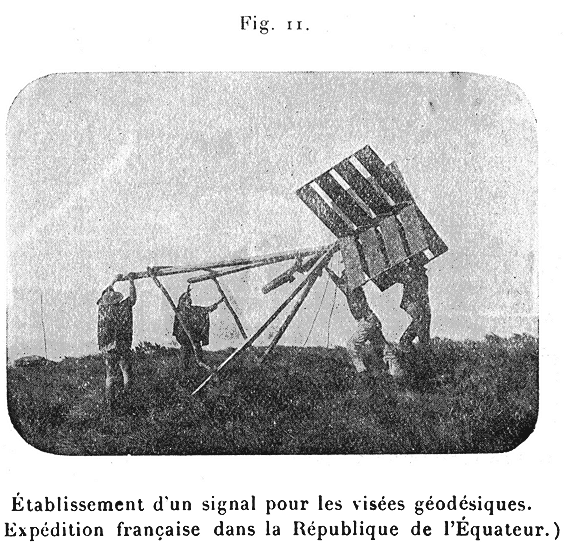 Fig. 11.
Établissement d'un signal pour les visées géodésiques.
Expédition française dans la République de l'Équateur.)